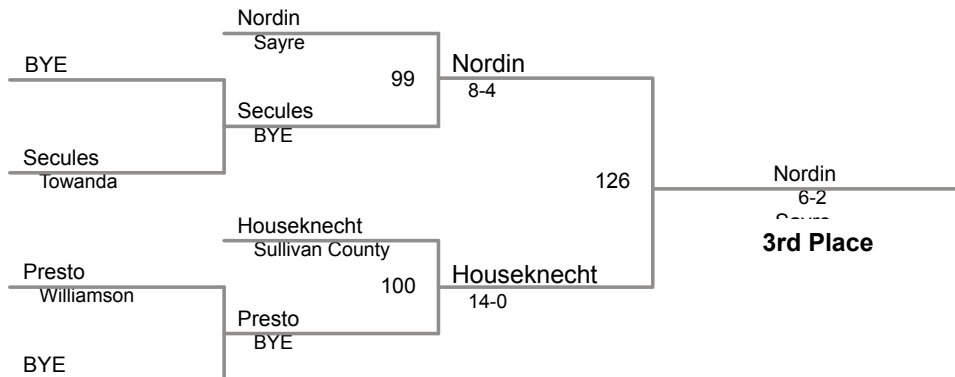 Nordin
Sayre
BYE
99
Nordin
8-4
Secules
BYE
Secules
Towanda
126
Nordin
6-2
3rd Place
Houseknecht
Sullivan County
Presto
Williamson
100
Houseknecht
14-0
Presto
BYE
BYE